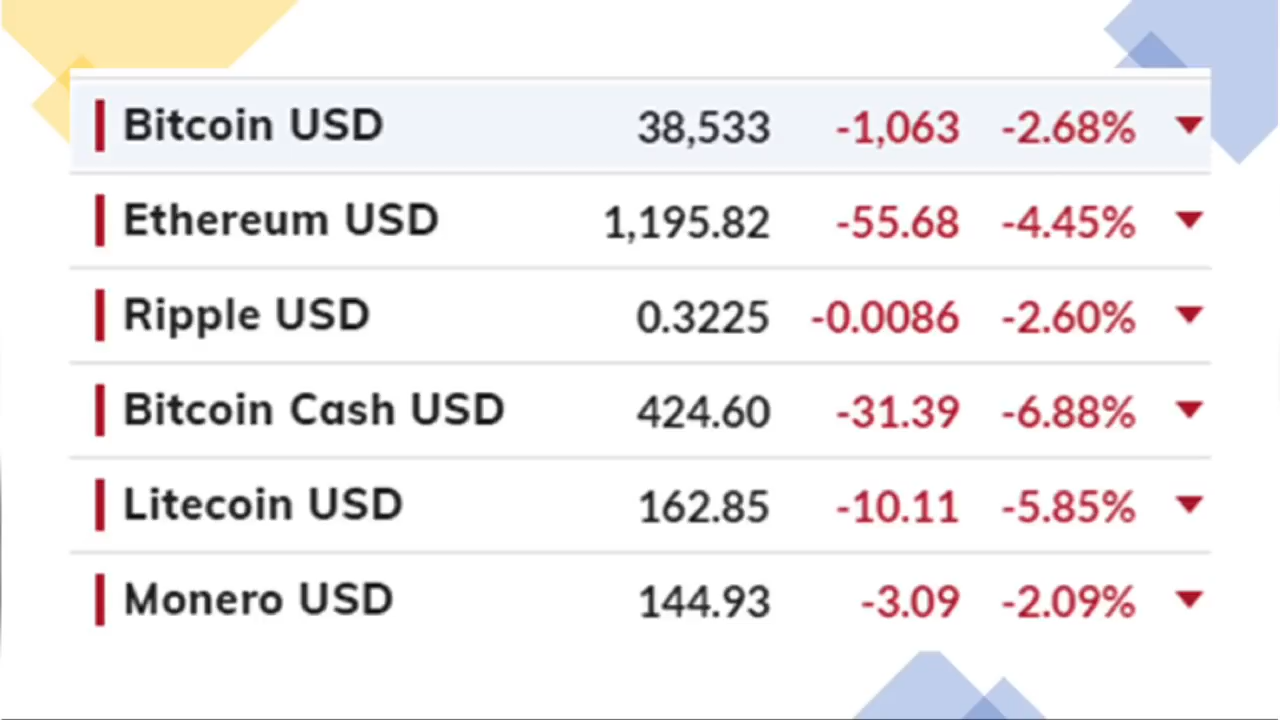 Bitcoin USD 38,533 -1,063 -2.68%
Ethereum USD 1,195.82 -55.68 -4.45%
Ripple USD 0.3225 -0.0086 -2.60%
Bitcoin Cash USD 424.60 -31.39 -6.88%
Litecoin USD 162.85 -10.11 -5.85%
Monero USD 144.93 -3.09 -2.09%